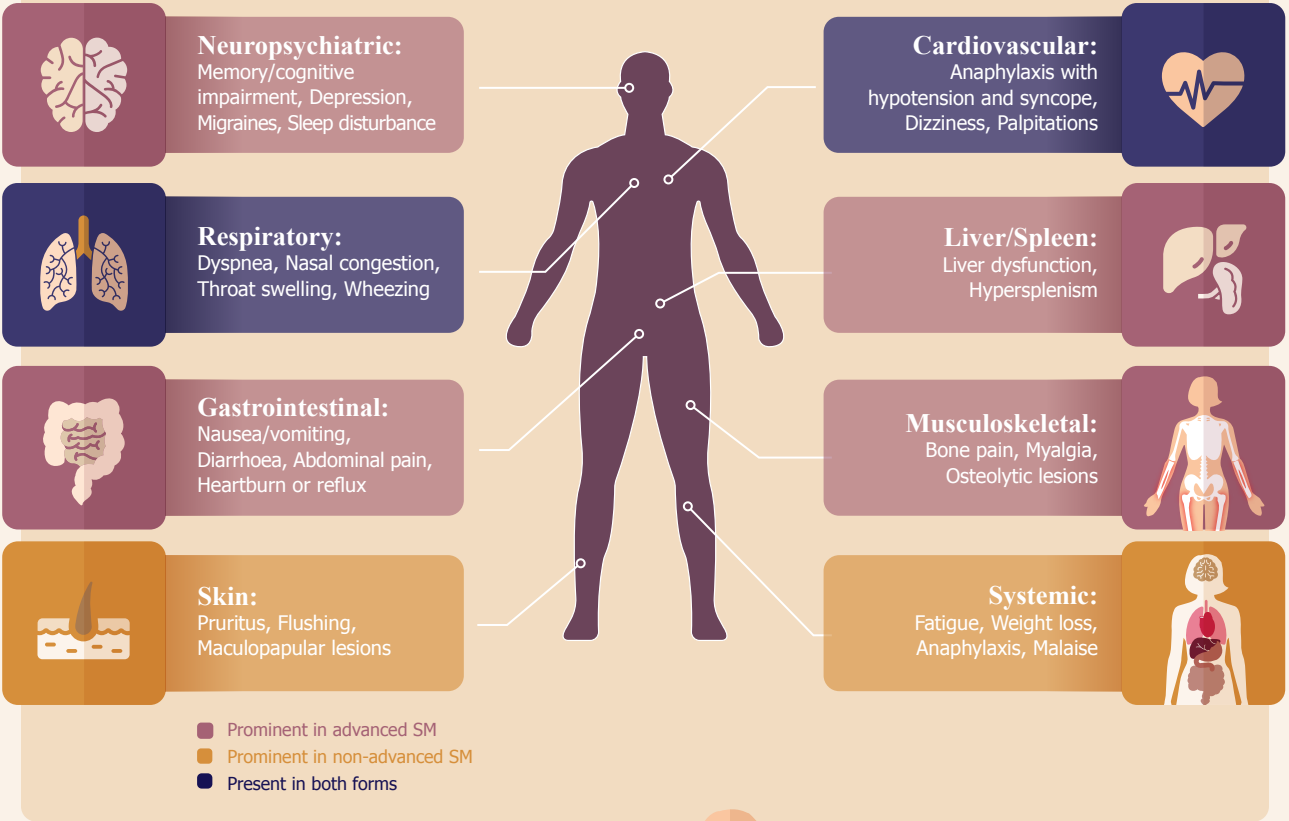 Neuropsychiatric:
Memory/cognitive
impairment, Depression,
Migraines, Sleep disturbance
Respiratory:
Dyspnea, Nasal congestion,
Throat swelling, Wheezing
Gastrointestinal:
Nausea/vomiting,
Diarrhoea, Abdominal pain,
Heartburn or reflux
Skin:
Pruritus, Flushing,
Maculopapular lesions
Cardiovascular:
Anaphylaxis with
hypotension and syncope,
Dizziness, Palpitations
Liver/Spleen:
Liver dysfunction,
Hypersplenism
Musculoskeletal:
Bone pain, Myalgia,
Osteolytic lesions
Systemic:
Fatigue, Weight loss,
Anaphylaxis, Malaise
Prominent in advanced SM
Prominent in non-advanced SM
Present in both forms